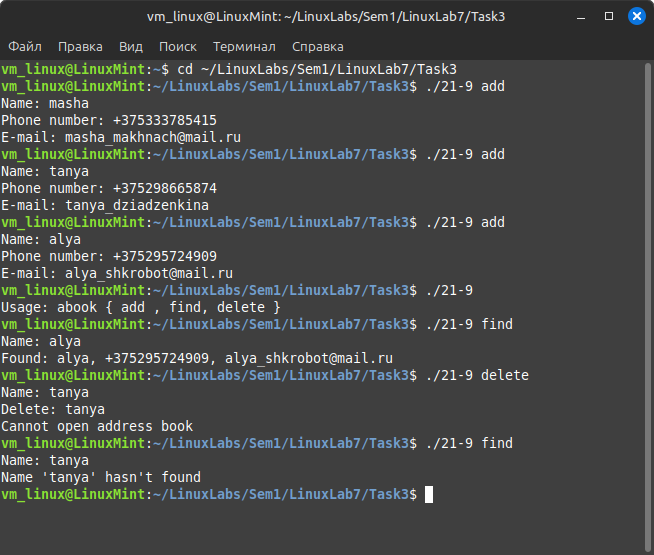 vm_linux@LinuxMint: ~/LinuxLabs/Sem1/LinuxLab7/Task3
Файл Правка Вид Поиск Терминал Справка
vm_linux@LinuxMint:~$ cd ~/LinuxLabs/Sem1/LinuxLab7/Task3
vm_linux@LinuxMint:~/LinuxLabs/Sem1/LinuxLab7/Task3$ ./21-9 add
Name: masha
Phone number: +375333785415
E-mail: masha_makhnach@mail.ru
vm_linux@LinuxMint:~/LinuxLabs/Sem1/LinuxLab7/Task3$ ./21-9 add
Name: tanya
Phone number: +375298665874
E-mail: tanya_dziadzenkina
vm_linux@LinuxMint:~/LinuxLabs/Sem1/LinuxLab7/Task3$ ./21-9 add
Name: alya
Phone number: +375295724909
E-mail: alya_shkrobot@mail.ru
vm_linux@LinuxMint:~/LinuxLabs/Sem1/LinuxLab7/Task3$ ./21-9
Usage: abook { add , find, delete }
vm_linux@LinuxMint:~/LinuxLabs/Sem1/LinuxLab7/Task3$ ./21-9 find
Name: alya
Found: alya, +375295724909, alya_shkrobot@mail.ru
vm_linux@LinuxMint:~/LinuxLabs/Sem1/LinuxLab7/Task3$ ./21-9 delete
Name: tanya
Delete: tanya
Cannot open address book
vm_linux@LinuxMint:~/LinuxLabs/Sem1/LinuxLab7/Task3$ ./21-9 find
Name: tanya
Name 'tanya' hasn't found
vm_linux@LinuxMint:~/LinuxLabs/Sem1/LinuxLab7/Task3$